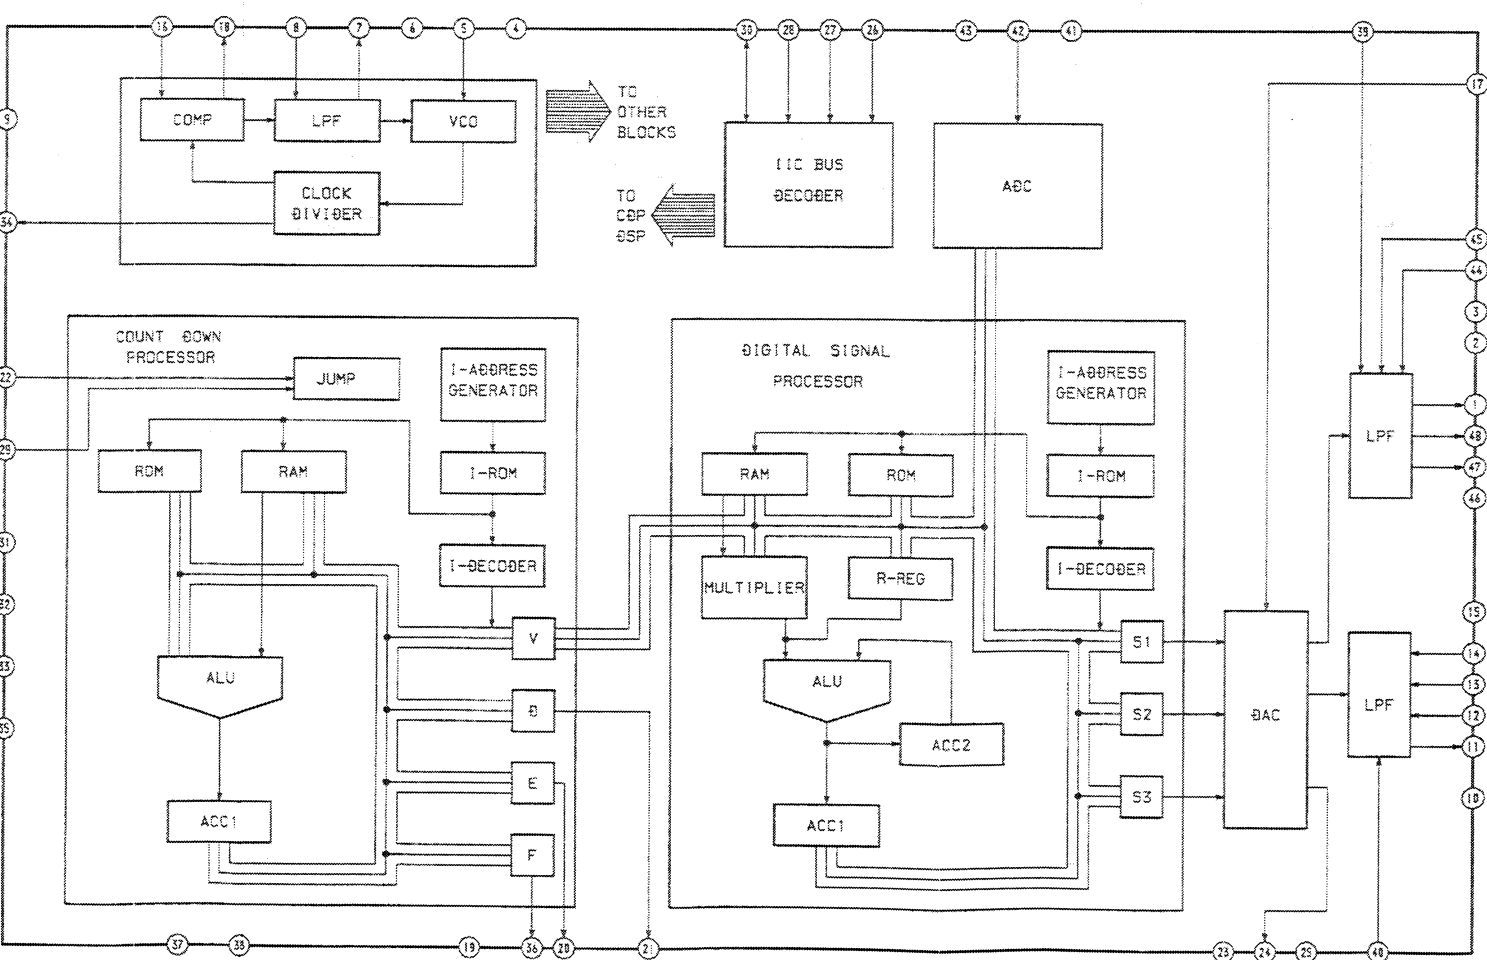 16 18 8 7 6 5 4 30 28 27 26 43 42 41 39
17
9
COMP
LPF
VCO
TO
OTHER
BLOCKS
CLOCK
DIVIDER
34
TO
CDP
DSP
IIC BUS
DECODER
ADC
45
44
3
2
1
48
47
46
LPF
COUNT DOWN
PROCESSOR
22
JUMP
I-ADDRESS
GENERATOR
29
ROM
RAM
I-ROM
I-DECODER
31
32
33
35
ALU
ACC1
V
D
E
F
DIGITAL SIGNAL
PROCESSOR
I-ADDRESS
GENERATOR
RAM
ROM
I-ROM
MULTIPLIER
R-REG
I-DECODER
ALU
ACC2
ACC1
S1
S2
S3
DAC
LPF
15
14
13
12
11
10
37 38 19 36 20 21 23 24 25 40